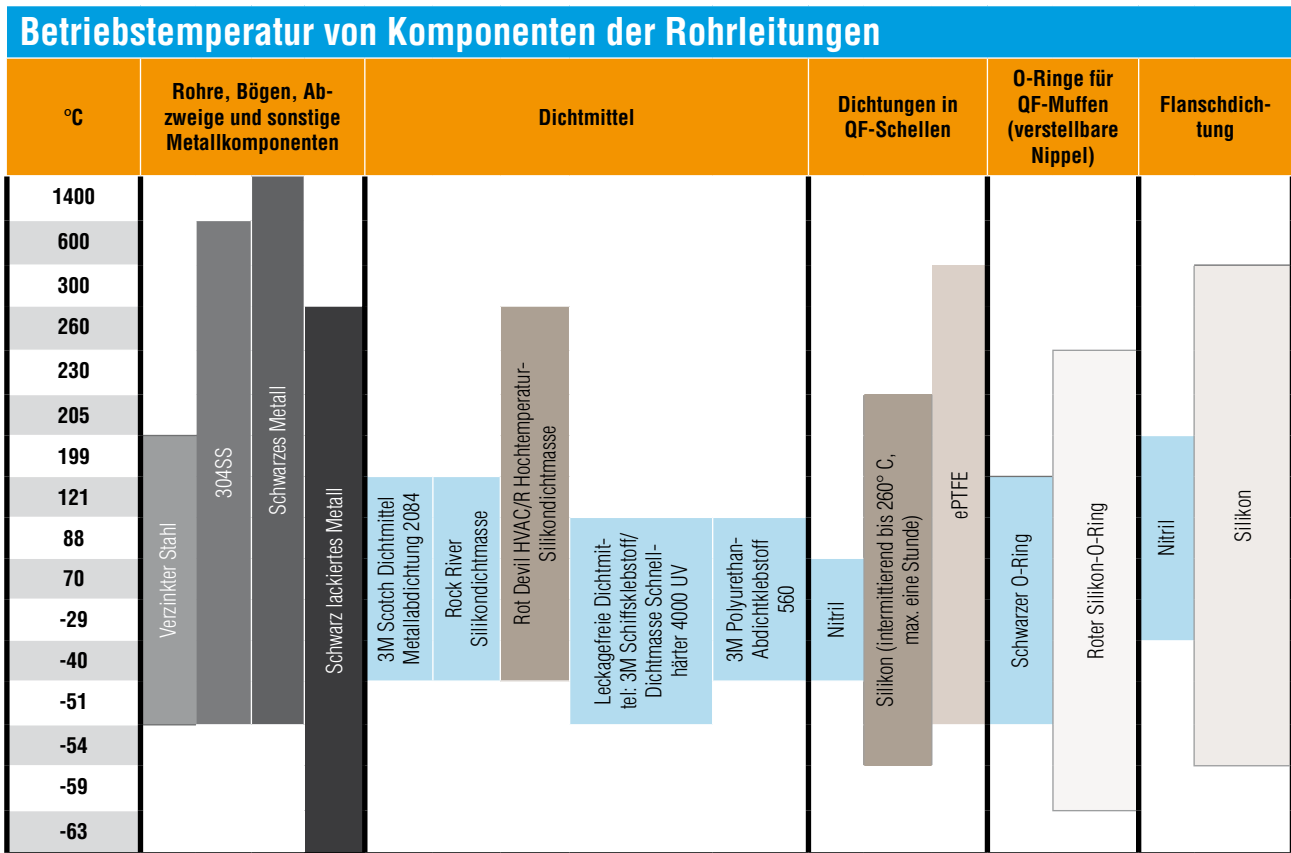 Betriebstemperatur von Komponenten der Rohrleitungen
°C
Rohre, Bögen, Ab-
zweige und sonstige
Metallkomponenten
Dichtmittel
Dichtungen in
QF-Schellen
O-Ringe für
QF-Muffen
(verstellbare
Nippel)
Flanschdich-
tung
1400
600
300
260
230
205
199
121
88
70
-29
-40
-51
-54
-59
-63
Verzinkter Stahl
304SS
Schwarzes Metall
Schwarz lackiertes Metall
3M Scotch Dichtmittel
Metallabdichtung 2084
Rock River
Silikondichtmasse
Rot Devil HVAC/R Hochtemperatur-
Silikondichtmasse
Leckagefreie Dichtmit-
tel: 3M Schiffsklebstoff/
Dichtmasse Schnell-
härter 4000 UV
3M Polyurethan-
Abdichtklebstoff
560
Nitril
Silikon (intermittierend bis 260° C,
max. eine Stunde)
ePTFE
Schwarzer O-Ring
Roter Silikon-O-Ring
Nitril
Silikon